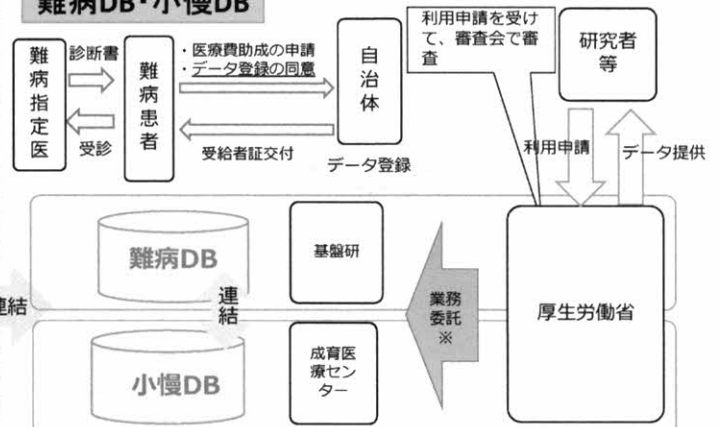 難病DB・小慢DB
難病指定医
診断書
受診
難病患者
・医療費助成の申請
・データ登録の同意
受給者証交付
自治体
データ登録
利用申請を受け
て、審査会で審
査
研究者
等
利用申請
データ提供
連結
難病DB
基盤研
連結
業務
委託
※
厚生労働省
小慢DB
成育医
療セン
ター